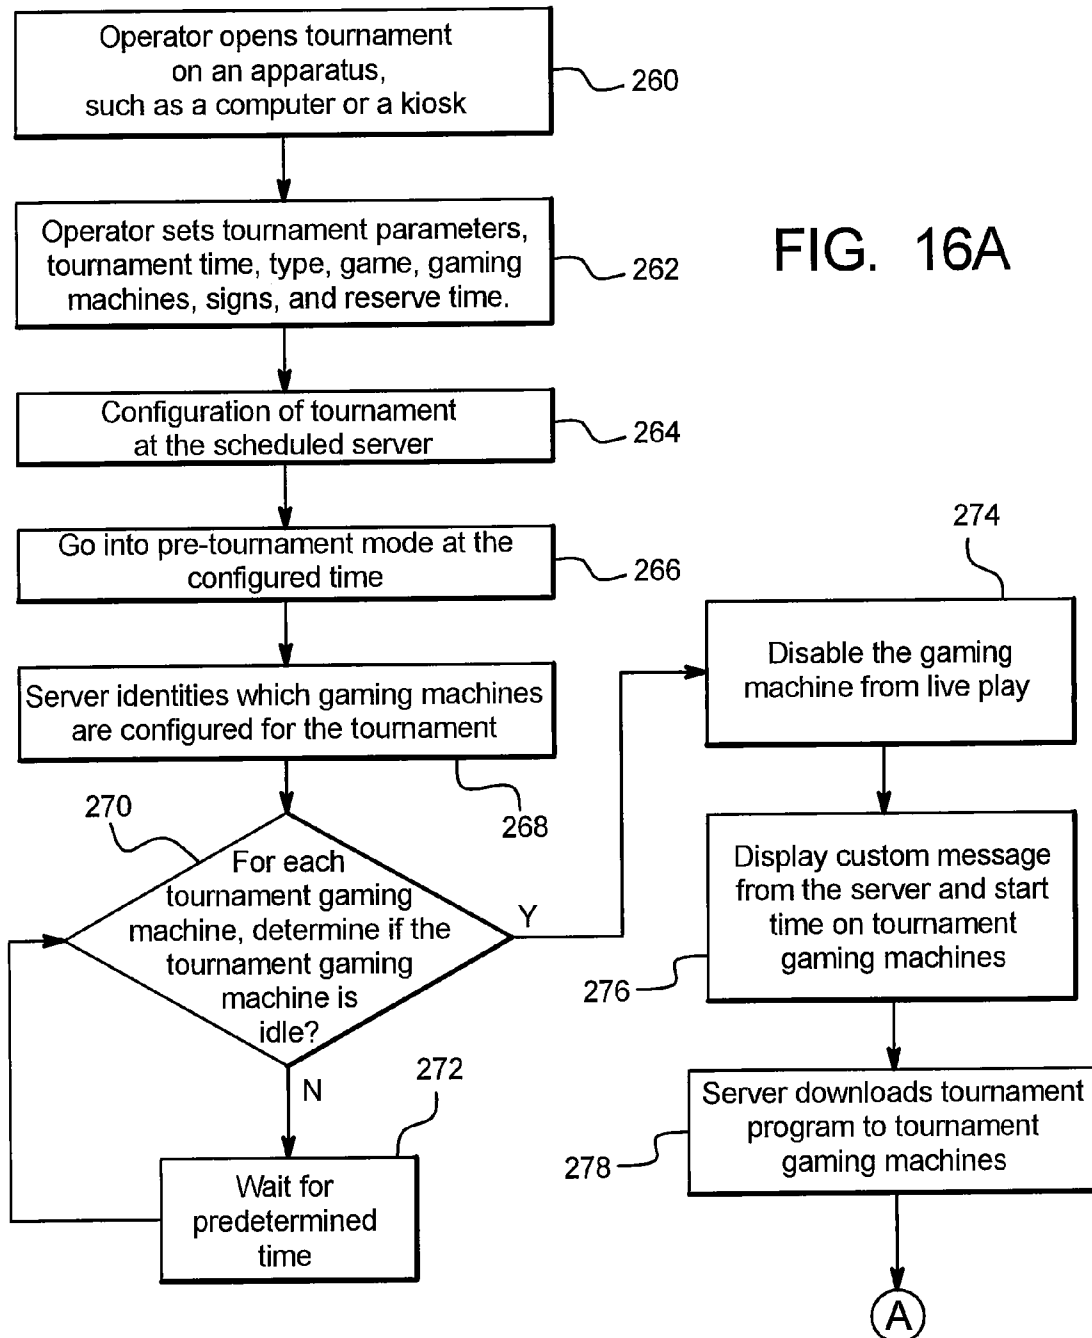 Operator opens tournament
on an apparatus,
such as a computer or a kiosk
260
Operator sets tournament parameters,
tournament time, type, game, gaming
machines, signs, and reserve time.
262
FIG. 16A
Configuration of tournament
at the scheduled server
264
Go into pre-tournament mode at the
configured time
266
Server identities which gaming machines
are configured for the tournament
268
270
For each
tournament gaming
machine, determine if the
tournament gaming
machine is
idle?
Y
N
272
Wait for
predetermined
time
274
Disable the gaming
machine from live play
Display custom message
from the server and start
time on tournament
gaming machines
276
Server downloads tournament
program to tournament
gaming machines
278
A